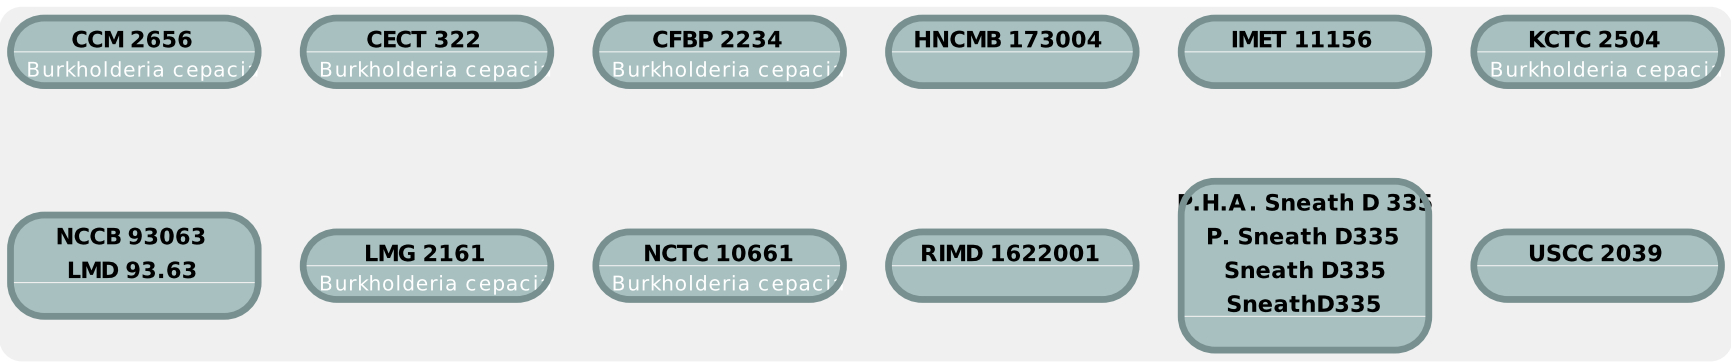 CCM 2656
Burkholderia cepacia
CECT 322
Burkholderia cepacia
CFBP 2234
Burkholderia cepacia
HNCMB 173004
IMET 11156
KCTC 2504
Burkholderia cepacia
NCCB 93063
LMD 93.63
LMG 2161
Burkholderia cepacia
NCTC 10661
Burkholderia cepacia
RIMD 1622001
P.H.A. Sneath D 335
P. Sneath D335
Sneath D335
SneathD335
USCC 2039